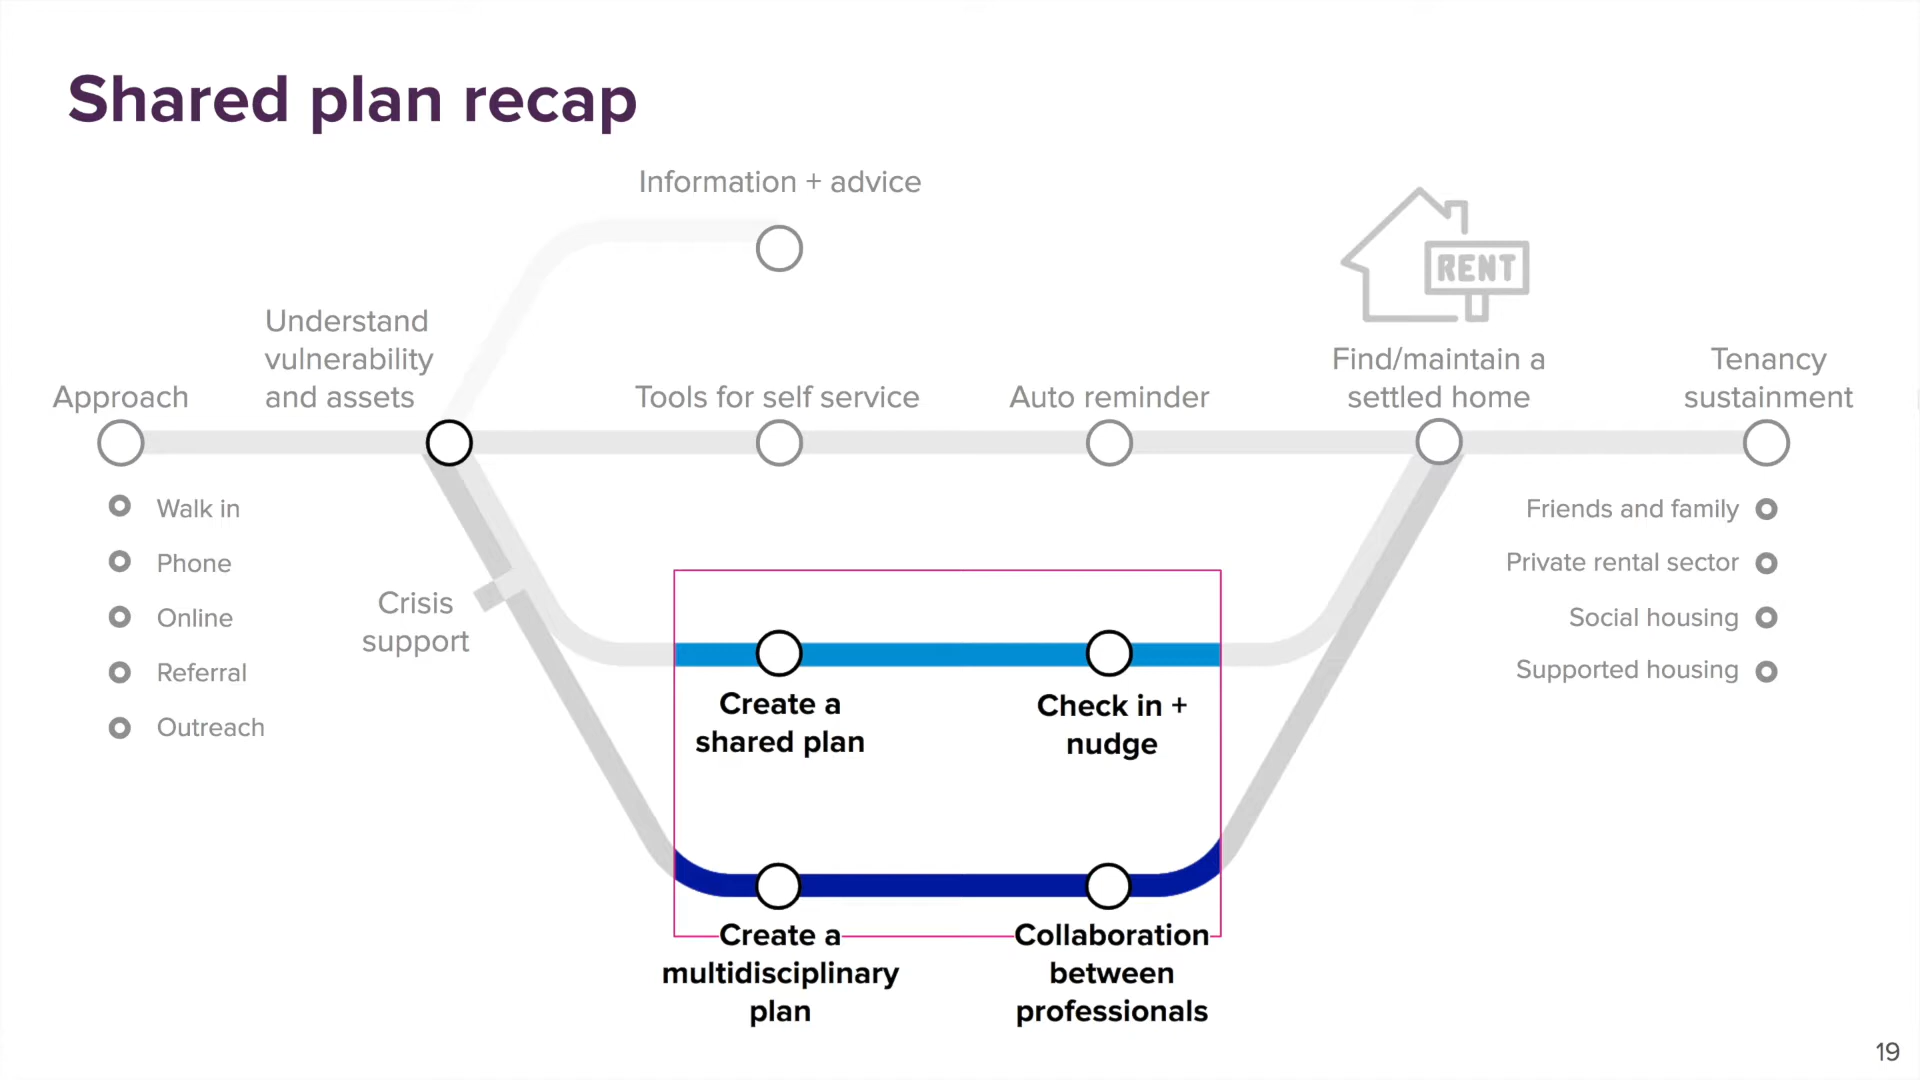 Shared plan recap
Information + advice
RENT
Understand
vulnerability
and assets
Approach
Tools for self service
Auto reminder
Find/maintain a
settled home
Tenancy
sustainment
Walk in
Phone
Online
Referral
Outreach
Crisis
support
Friends and family
Private rental sector
Social housing
Supported housing
Create a
shared plan
Check in +
nudge
Create a
multidisciplinary
plan
Collaboration
between
professionals
19